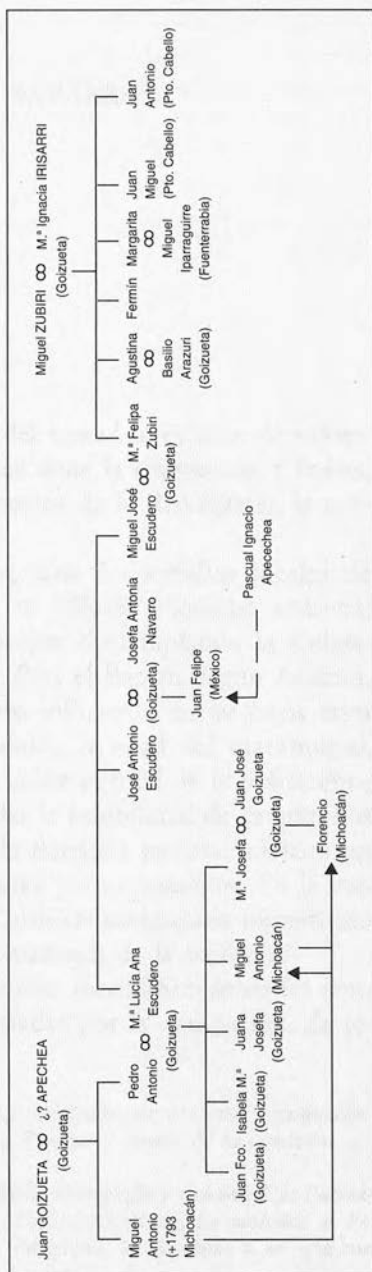 Juan GOIZUETA ꝏ ¿? APECHEA
(Goizueta)
Miguel
Antonio
(+1793
Michoacán)
Pedro
Antonio
ꝏ M.ª Lucía Ana
Escudero
(Goizueta)
Juan Fco.
(Goizueta)
Isabela M.ª
(Goizueta)
Juana
Josefa
(Goizueta)
Miguel
Antonio
(Michoacán)
M.ª Josefa ꝏ Juan José
Goizueta
(Goizueta)
Florencio
(Michoacán)
José Antonio
Escudero
ꝏ Josefa Antonia
Navarro
(Goizueta)
Juan Felipe
(México)
Pascual Ignacio
Apecechea
Miguel José
Escudero
ꝏ M.ª Felipa
Zubiri
(Goizueta)
Miguel ZUBIRI ꝏ M.ª Ignacia IRISARRI
(Goizueta)
Agustina
ꝏ
Basilio
Arazuri
(Goizueta)
Fermín
Margarita
ꝏ
Miguel
Iparraguirre
(Fuenterrabia)
Juan
Miguel
(Pto. Cabello)
Juan
Antonio
(Pto. Cabello)